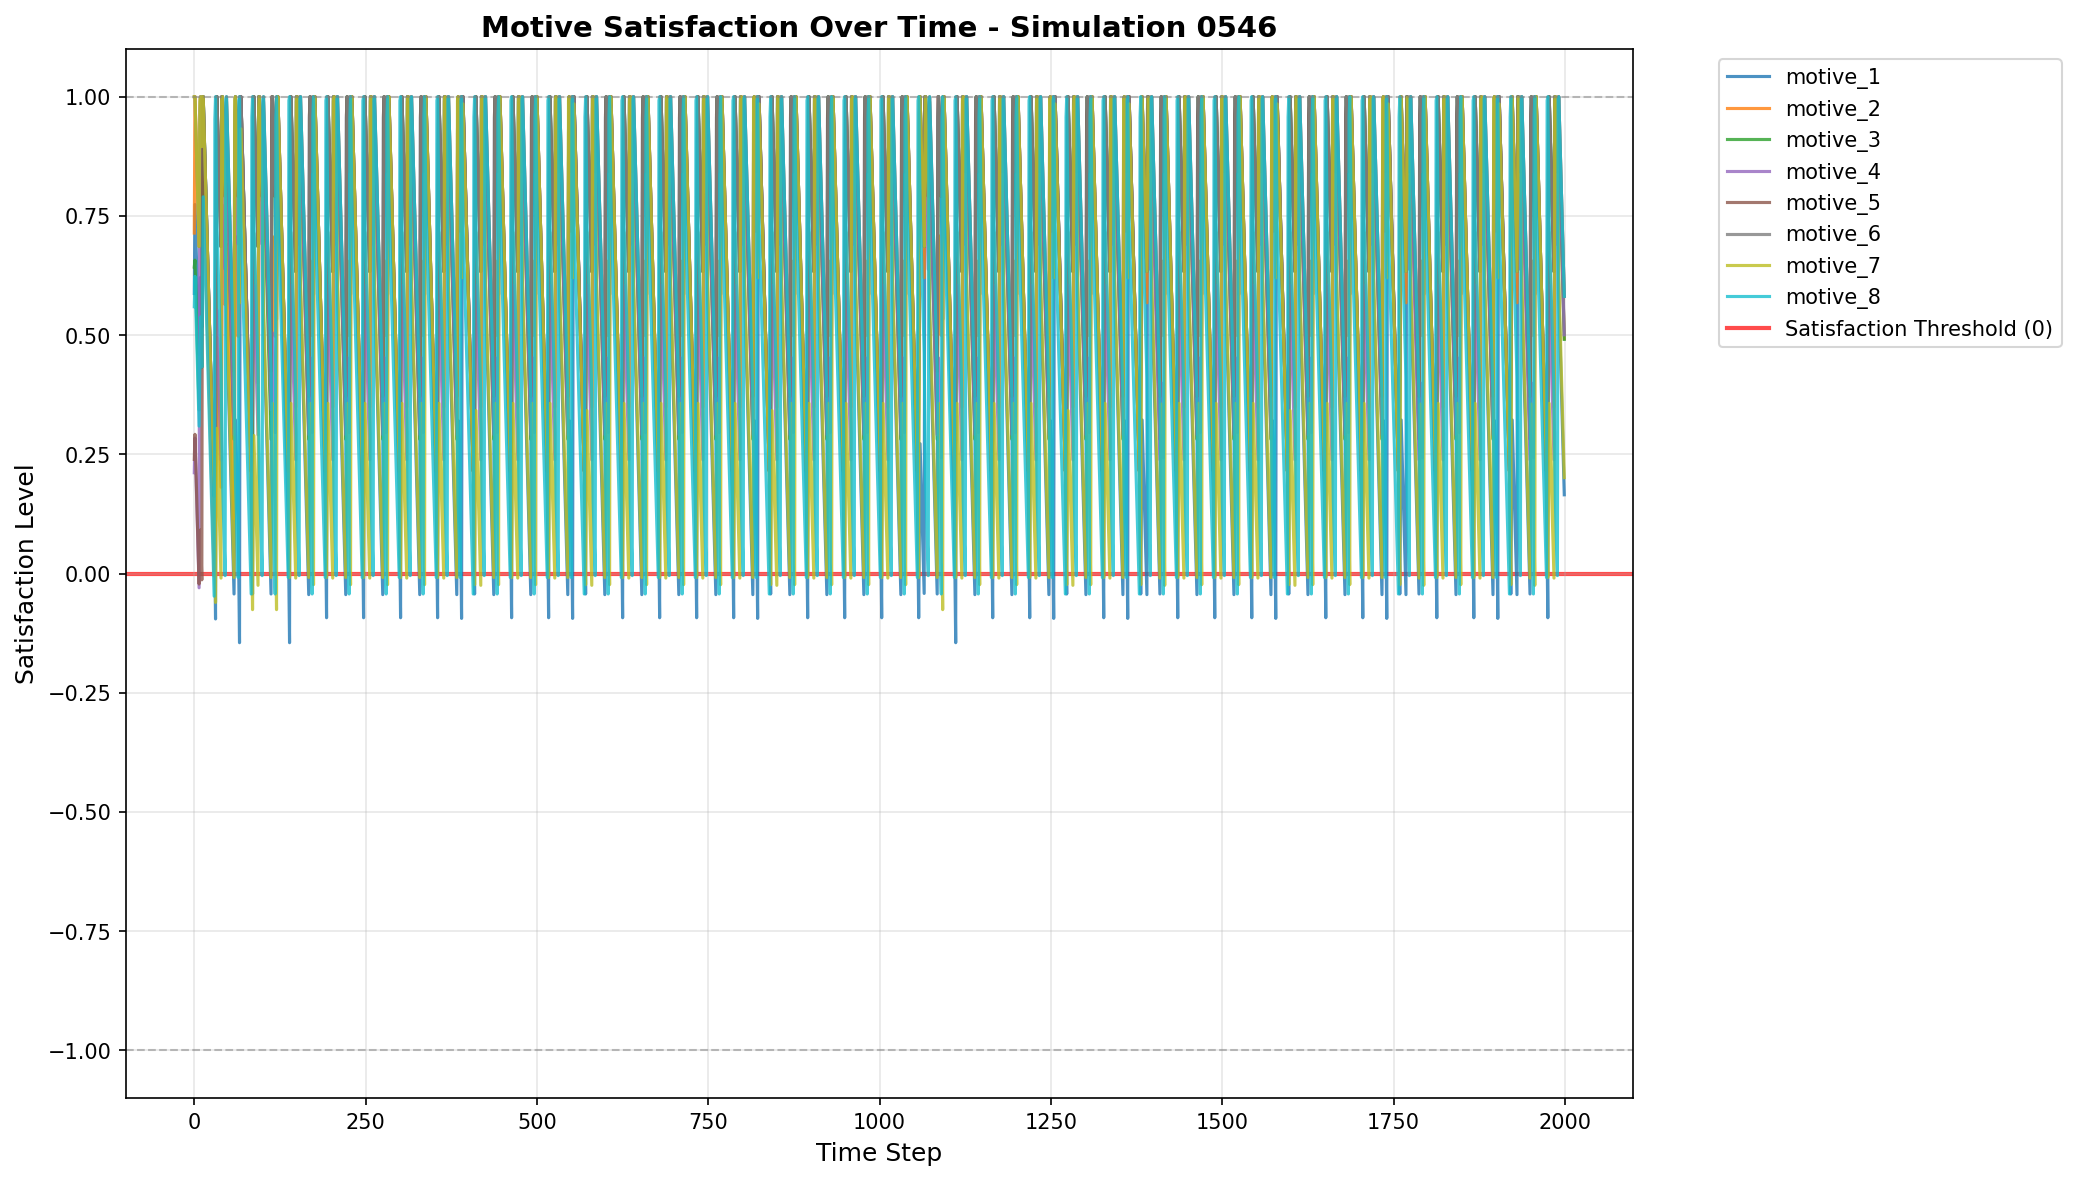 Motive Satisfaction Over Time - Simulation 0546
Satisfaction Level
1.00
0.75
0.50
0.25
0.00
−0.25
−0.50
−0.75
−1.00
0 250 500 750 1000 1250 1500 1750 2000
Time Step
motive_1
motive_2
motive_3
motive_4
motive_5
motive_6
motive_7
motive_8
Satisfaction Threshold (0)